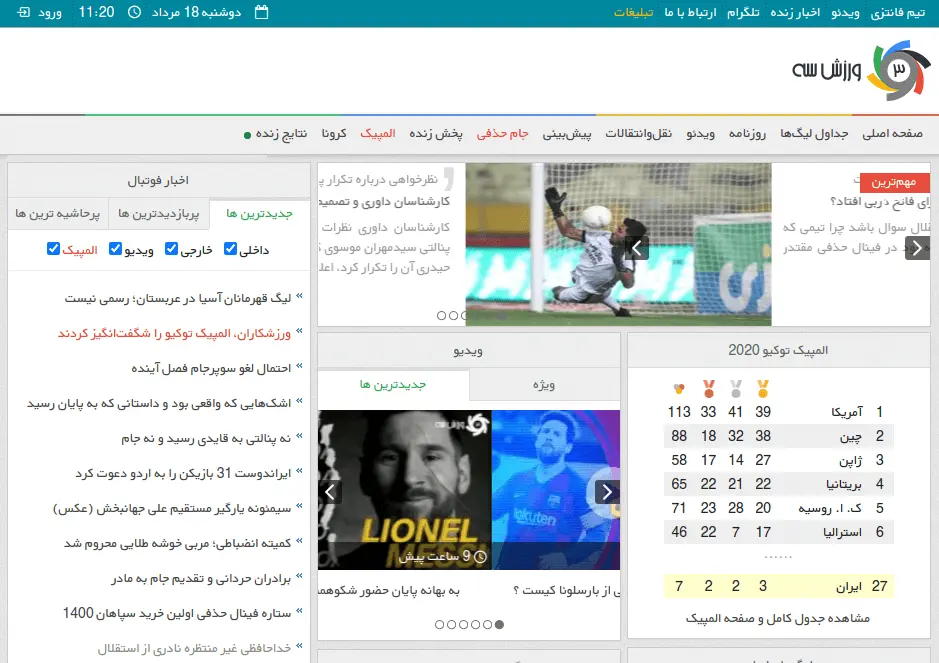 تیم فانتزی ویدئو اخبار زنده تلگرام ارتباط با ما تبلیغات
دوشنبه 18 مرداد 11:20 ورود
ورزش سه ۳
صفحه اصلی جداول لیگ‌ها روزنامه ویدئو نقل‌وانتقالات پیش‌بینی جام حذفی پخش زنده المپیک کرونا نتایج زنده
مهم‌ترین
رای فاتح دربی افتاد؟
قلال سوال باشد چرا تیمی که
در فینال حذفی مقتدر
نظرخواهی درباره تکرار
کارشناسان داوری و تصمیم
کارشناسان داوری نظرات
پنالتی سیدمهران موسوی
حیدری آن را تکرار کرد،
المپیک توکیو 2020
1 آمریکا 39 41 33 113
2 چین 38 32 18 88
3 ژاپن 27 14 17 58
4 بریتانیا 22 21 22 65
5 ک. ا. روسیه 20 28 23 71
6 استرالیا 17 7 22 46
......
27 ایران 3 2 2 7
مشاهده جدول کامل و صفحه المپیک
ویدیو
ویژه جدیدترین ها
rakuten
ورزش سه
LIONEL
MESSI
9 ساعت پیش
ی از بارسلونا کیست ؟
به بهانه پایان حضور شکوهم
اخبار فوتبال
جدیدترین ها پربازدیدترین ها پرحاشیه ترین ها
داخلی خارجی ویدیو المپیک
« لیگ قهرمانان آسیا در عربستان؛ رسمی نیست
« ورزشکاران، المپیک توکیو را شگفت‌انگیز کردند
« احتمال لغو سوپرجام فصل آینده
« اشک‌هایی که واقعی بود و داستانی که به پایان رسید
« نه پنالتی به قایدی رسید و نه جام
« ایراندوست 31 بازیکن را به اردو دعوت کرد
« سیمئونه یارگیر مستقیم علی جهانبخش (عکس)
« کمیته انضباطی؛ مربی خوشه طلایی محروم شد
« برادران حردانی و تقدیم جام به مادر
« ستاره فینال حذفی اولین خرید سپاهان 1400
« خداحافظی غیر منتظره نادری از استقلال